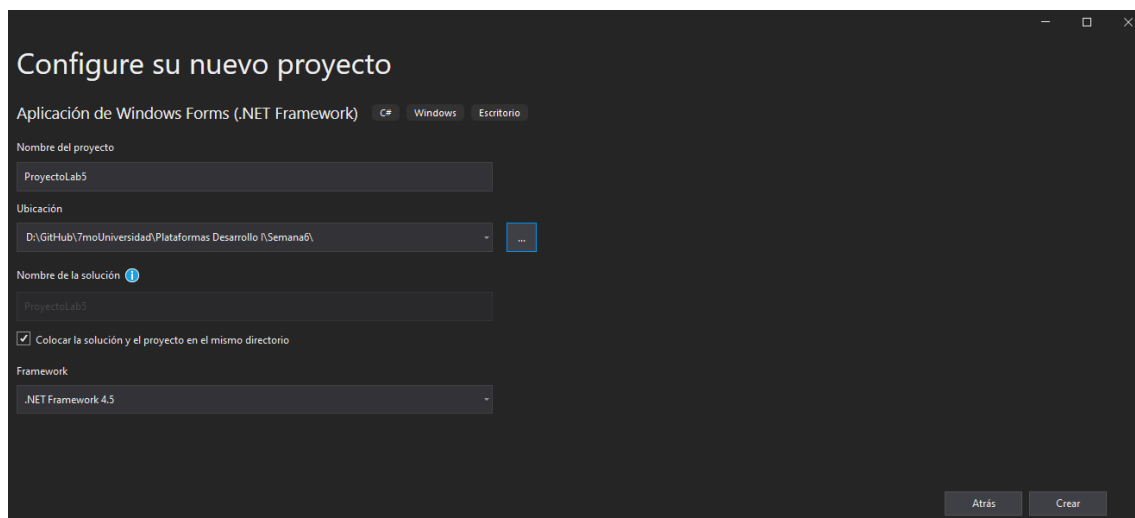 Configure su nuevo proyecto
Aplicación de Windows Forms (.NET Framework) C# Windows Escritorio
Nombre del proyecto
ProyectoLab5
Ubicación
D:\GitHub\7moUniversidad\Plataformas Desarrollo I\Semana6\
...
Nombre de la solución
ProyectoLab5
Colocar la solución y el proyecto en el mismo directorio
Framework
.NET Framework 4.5
Atrás Crear